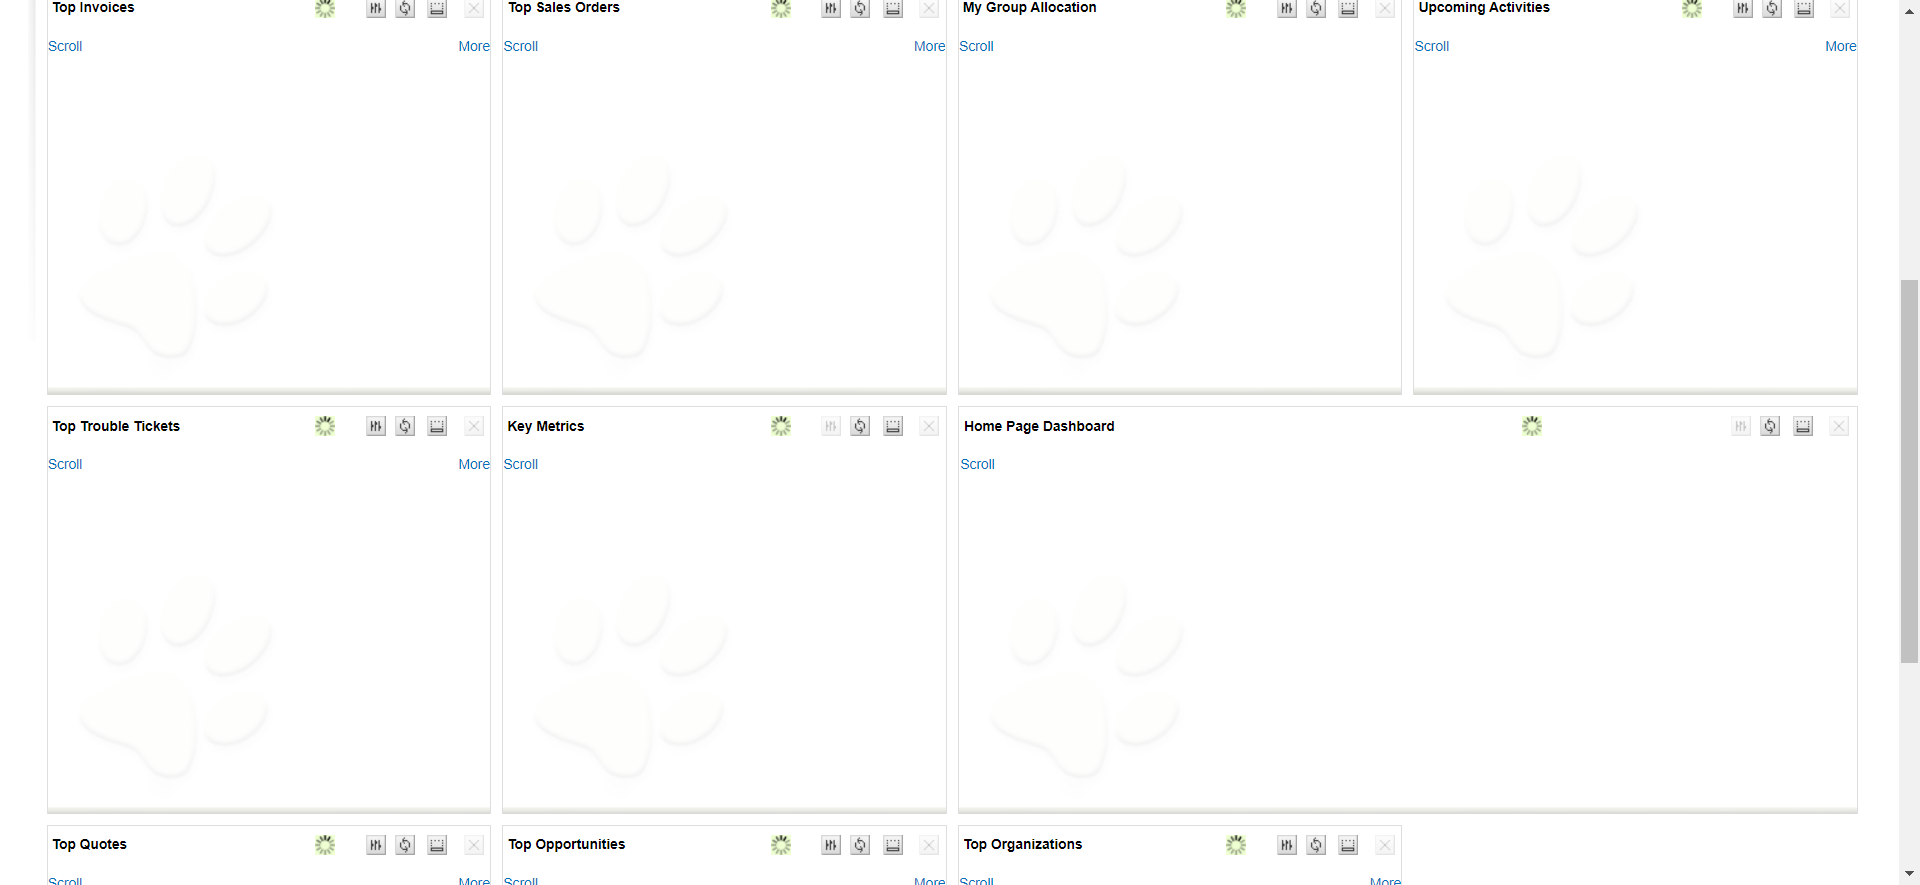 Top Invoices
Scroll More
Top Sales Orders
Scroll More
My Group Allocation
Scroll
Upcoming Activities
Scroll More
Top Trouble Tickets
Scroll More
Key Metrics
Scroll
Home Page Dashboard
Scroll
Top Quotes
Scroll More
Top Opportunities
Scroll More
Top Organizations
Scroll More